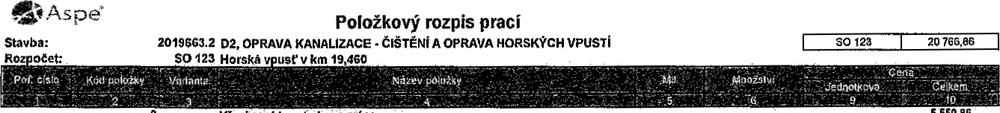 Aspe
Položkový rozpis prací
Stavba: 2019663.2 D2, OPRAVA KANALIZACE - ČIŠTĚNÍ A OPRAVA HORSKÝCH VPUSTÍ SO 123 20 766,86
Rozpočet: SO 123 Horská vpusť v km 19,460
Poř. číslo Kód položky Varianta Název položky MJ Množství Cena
Jednotková Celkem
1 2 3 4 5 6 9 10
5 550,86